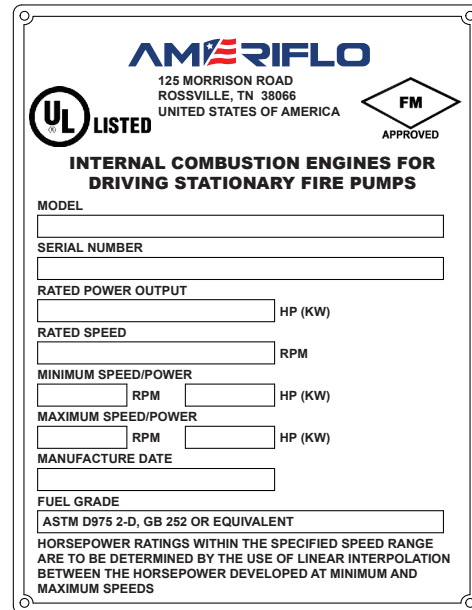 AMERIFLO
125 MORRISON ROAD
ROSSVILLE, TN 38066
UNITED STATES OF AMERICA
UL
®
LISTED
FM
APPROVED
INTERNAL COMBUSTION ENGINES FOR
DRIVING STATIONARY FIRE PUMPS
MODEL
SERIAL NUMBER
RATED POWER OUTPUT
HP (KW)
RATED SPEED
RPM
MINIMUM SPEED/POWER
RPM HP (KW)
MAXIMUM SPEED/POWER
RPM HP (KW)
MANUFACTURE DATE
FUEL GRADE
ASTM D975 2-D, GB 252 OR EQUIVALENT
HORSEPOWER RATINGS WITHIN THE SPECIFIED SPEED RANGE
ARE TO BE DETERMINED BY THE USE OF LINEAR INTERPOLATION
BETWEEN THE HORSEPOWER DEVELOPED AT MINIMUM AND
MAXIMUM SPEEDS